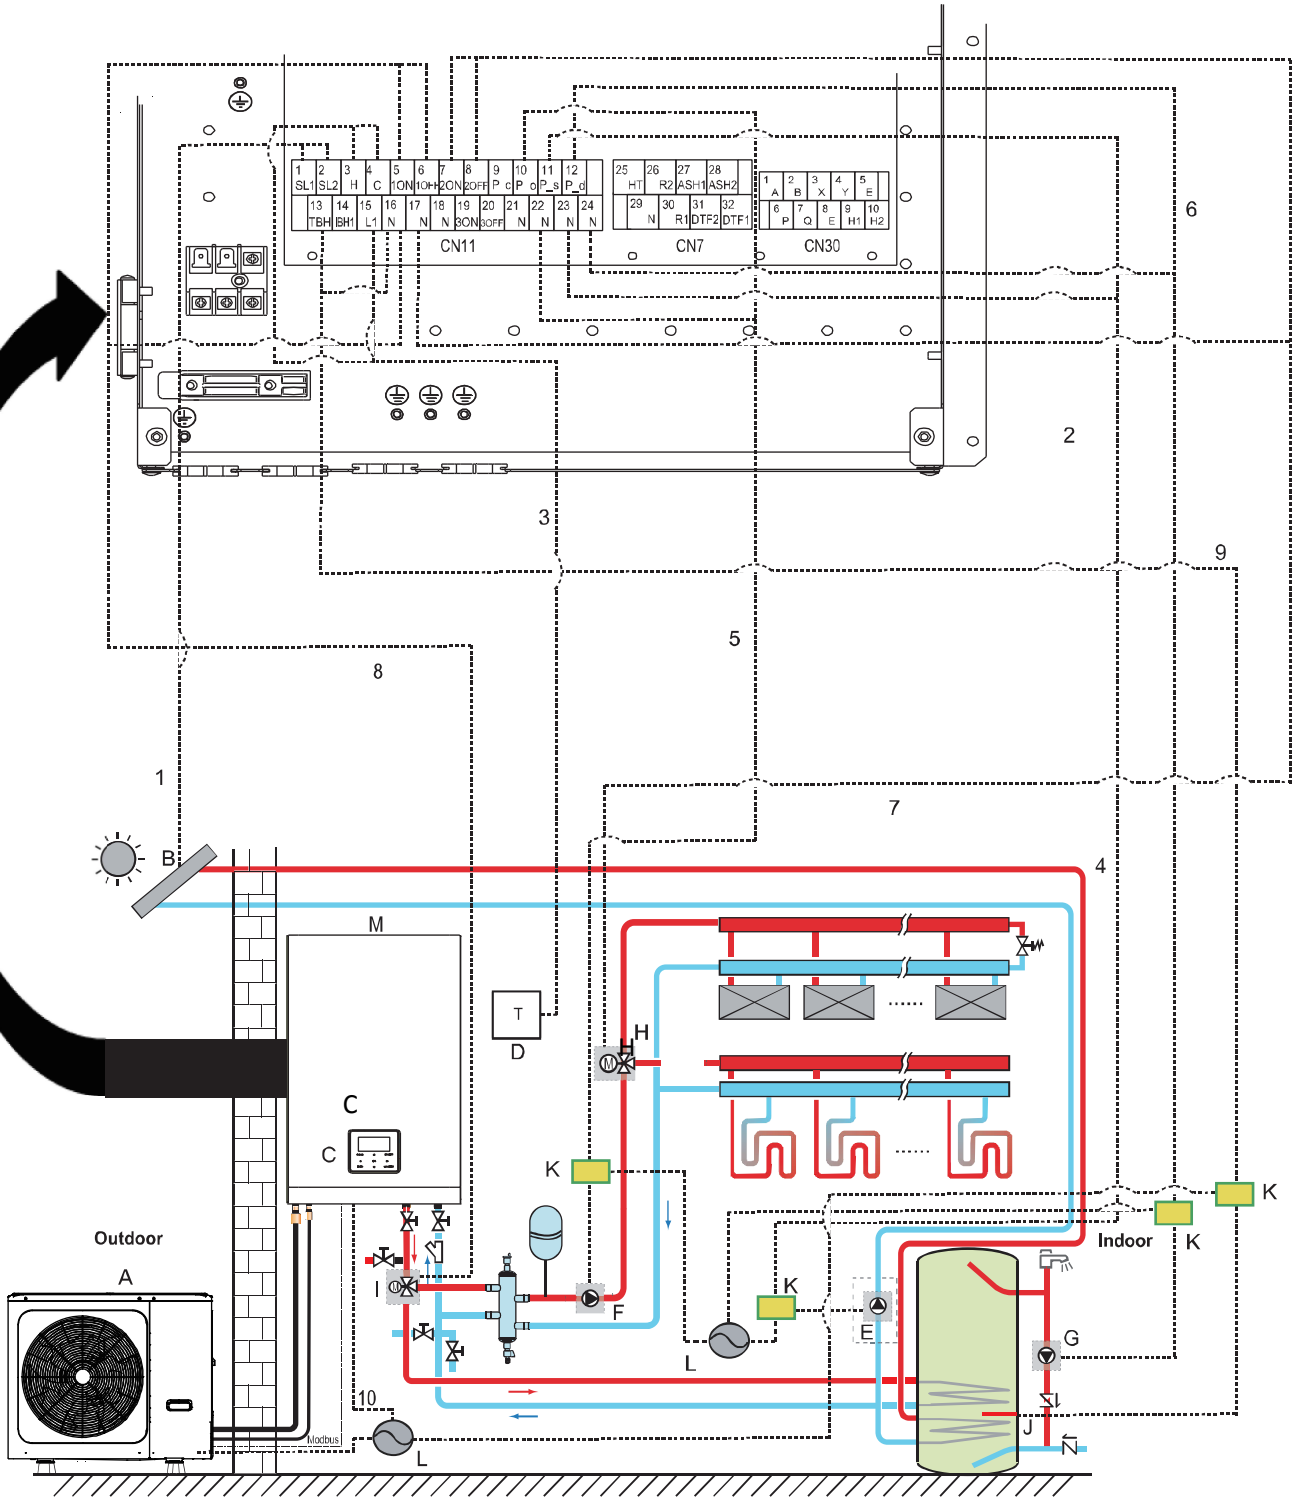 1 2 3 4 5 6 7 8 9 10 11 12
SL1 SL2 H C 1ON 1OFF 2ON 2OFF P_c P_o P_s P_d
13 14 15 16 17 18 19 20 21 22 23 24
TBH IBH1 L1 N N N 3ON 3OFF N N N N
CN11
25 26 27 28
HT R2 ASH1 ASH2
29 30 31 32
N R1 DTF2 DTF1
CN7
1 2 3 4 5
A B X Y E
6 7 8 9 10
P Q E H1 H2
CN30
6
2
3
9
5
8
1
7
B
4
M
T
D
H
H
C
C
K
K
Outdoor
Indoor
K
A
I
F
K
E
G
L
10
Modbus
L
J
M
M